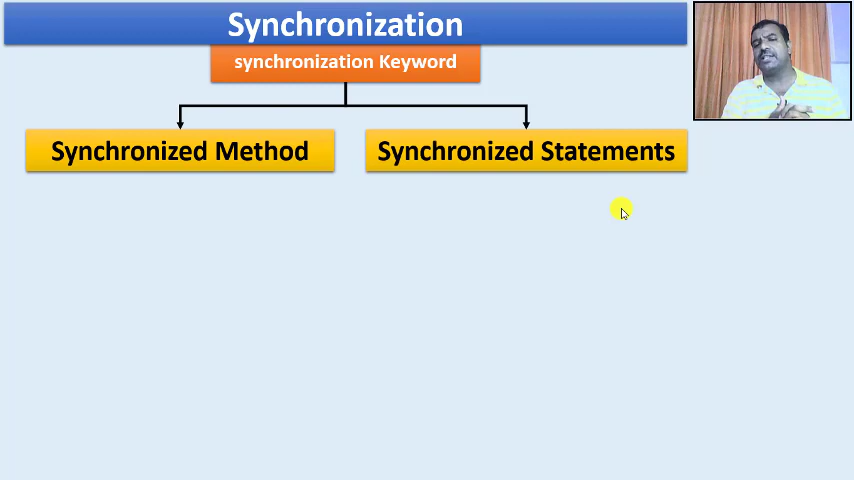 Synchronization
synchronization Keyword
Synchronized Method
Synchronized Statements